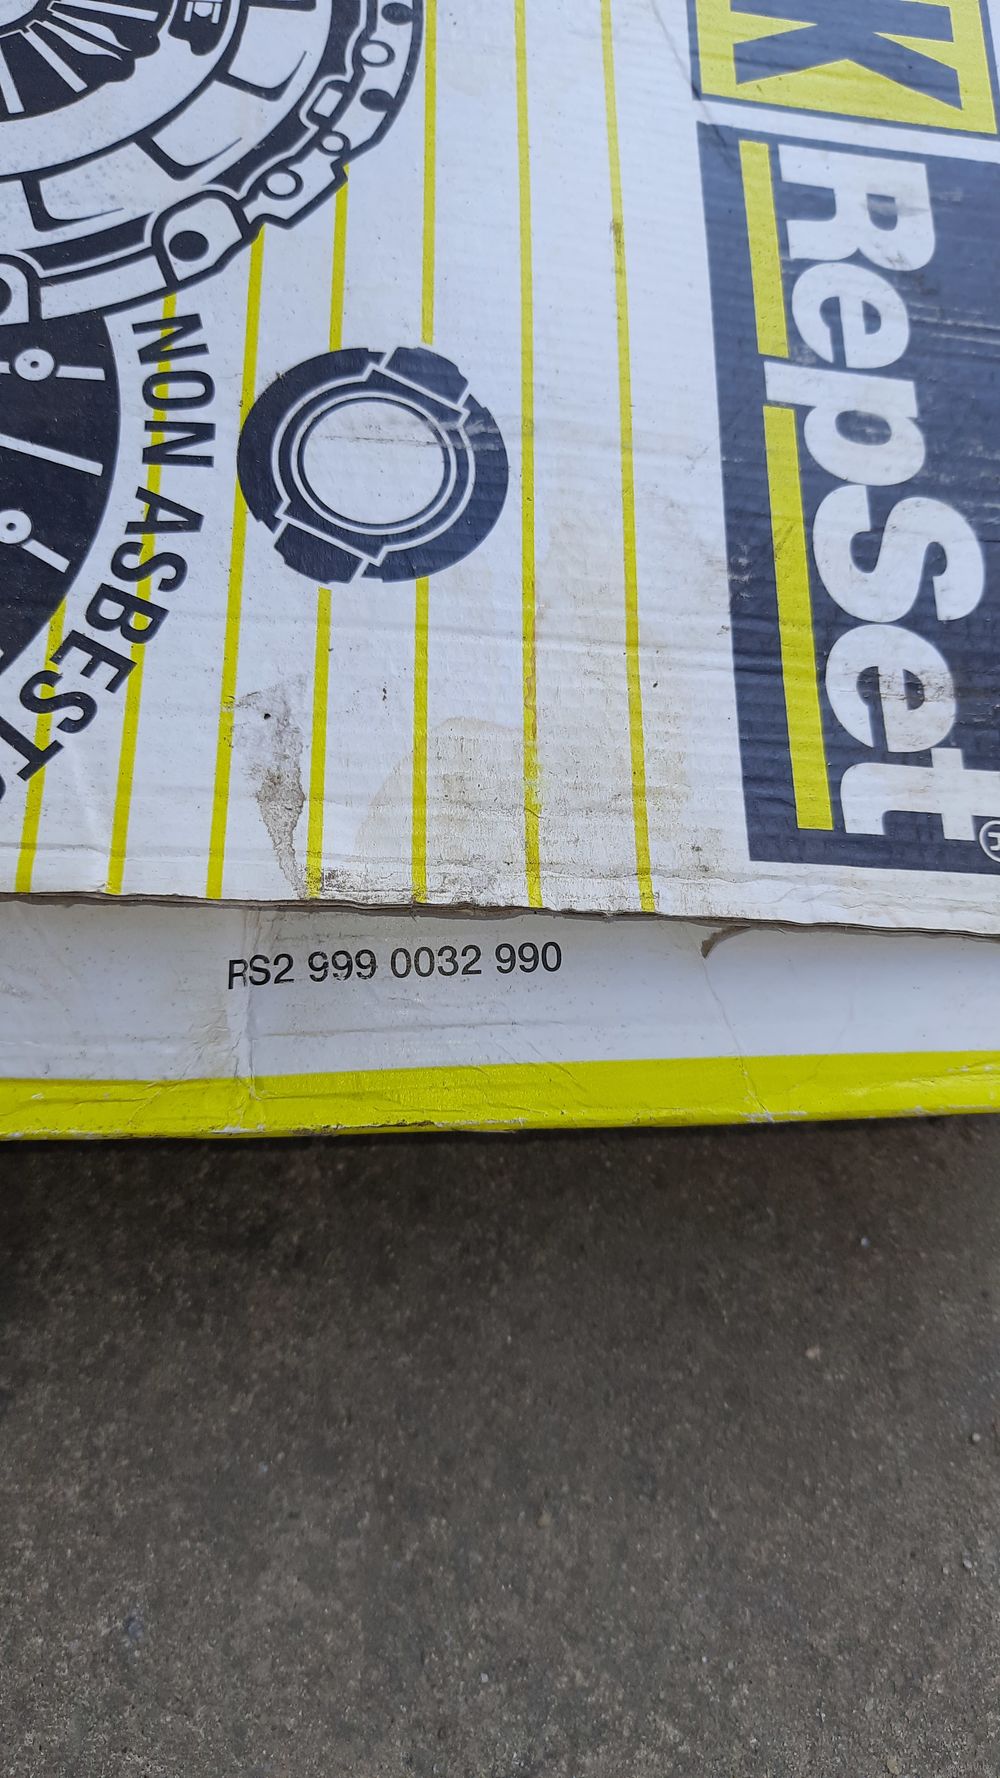 K
RepSet®
NON ASBEST
RS2 999 0032 990